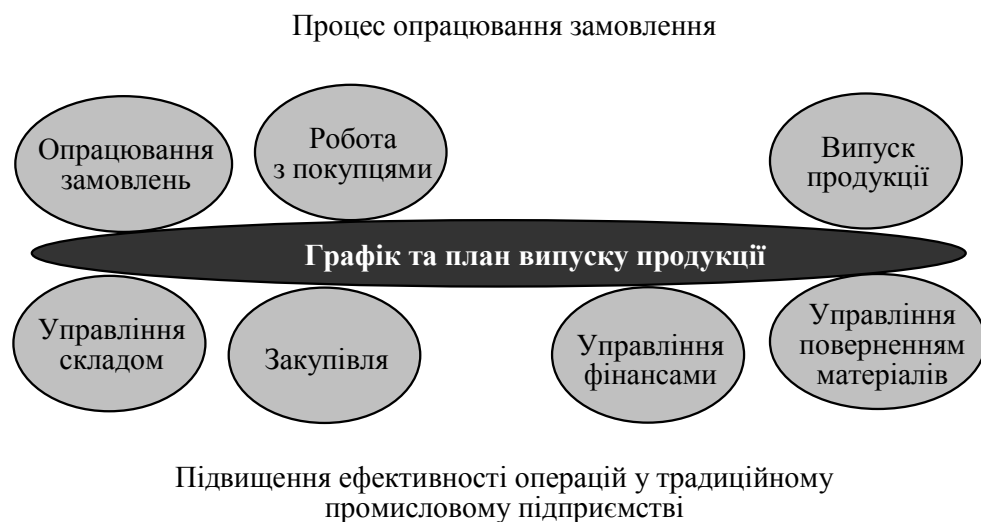 Процес опрацювання замовлення
Опрацювання
замовлень
Робота
з покупцями
Випуск
продукції
Графік та план випуску продукції
Управління
складом
Закупівля
Управління
фінансами
Управління
поверненням
матеріалів
Підвищення ефективності операцій у традиційному
промисловому підприємстві